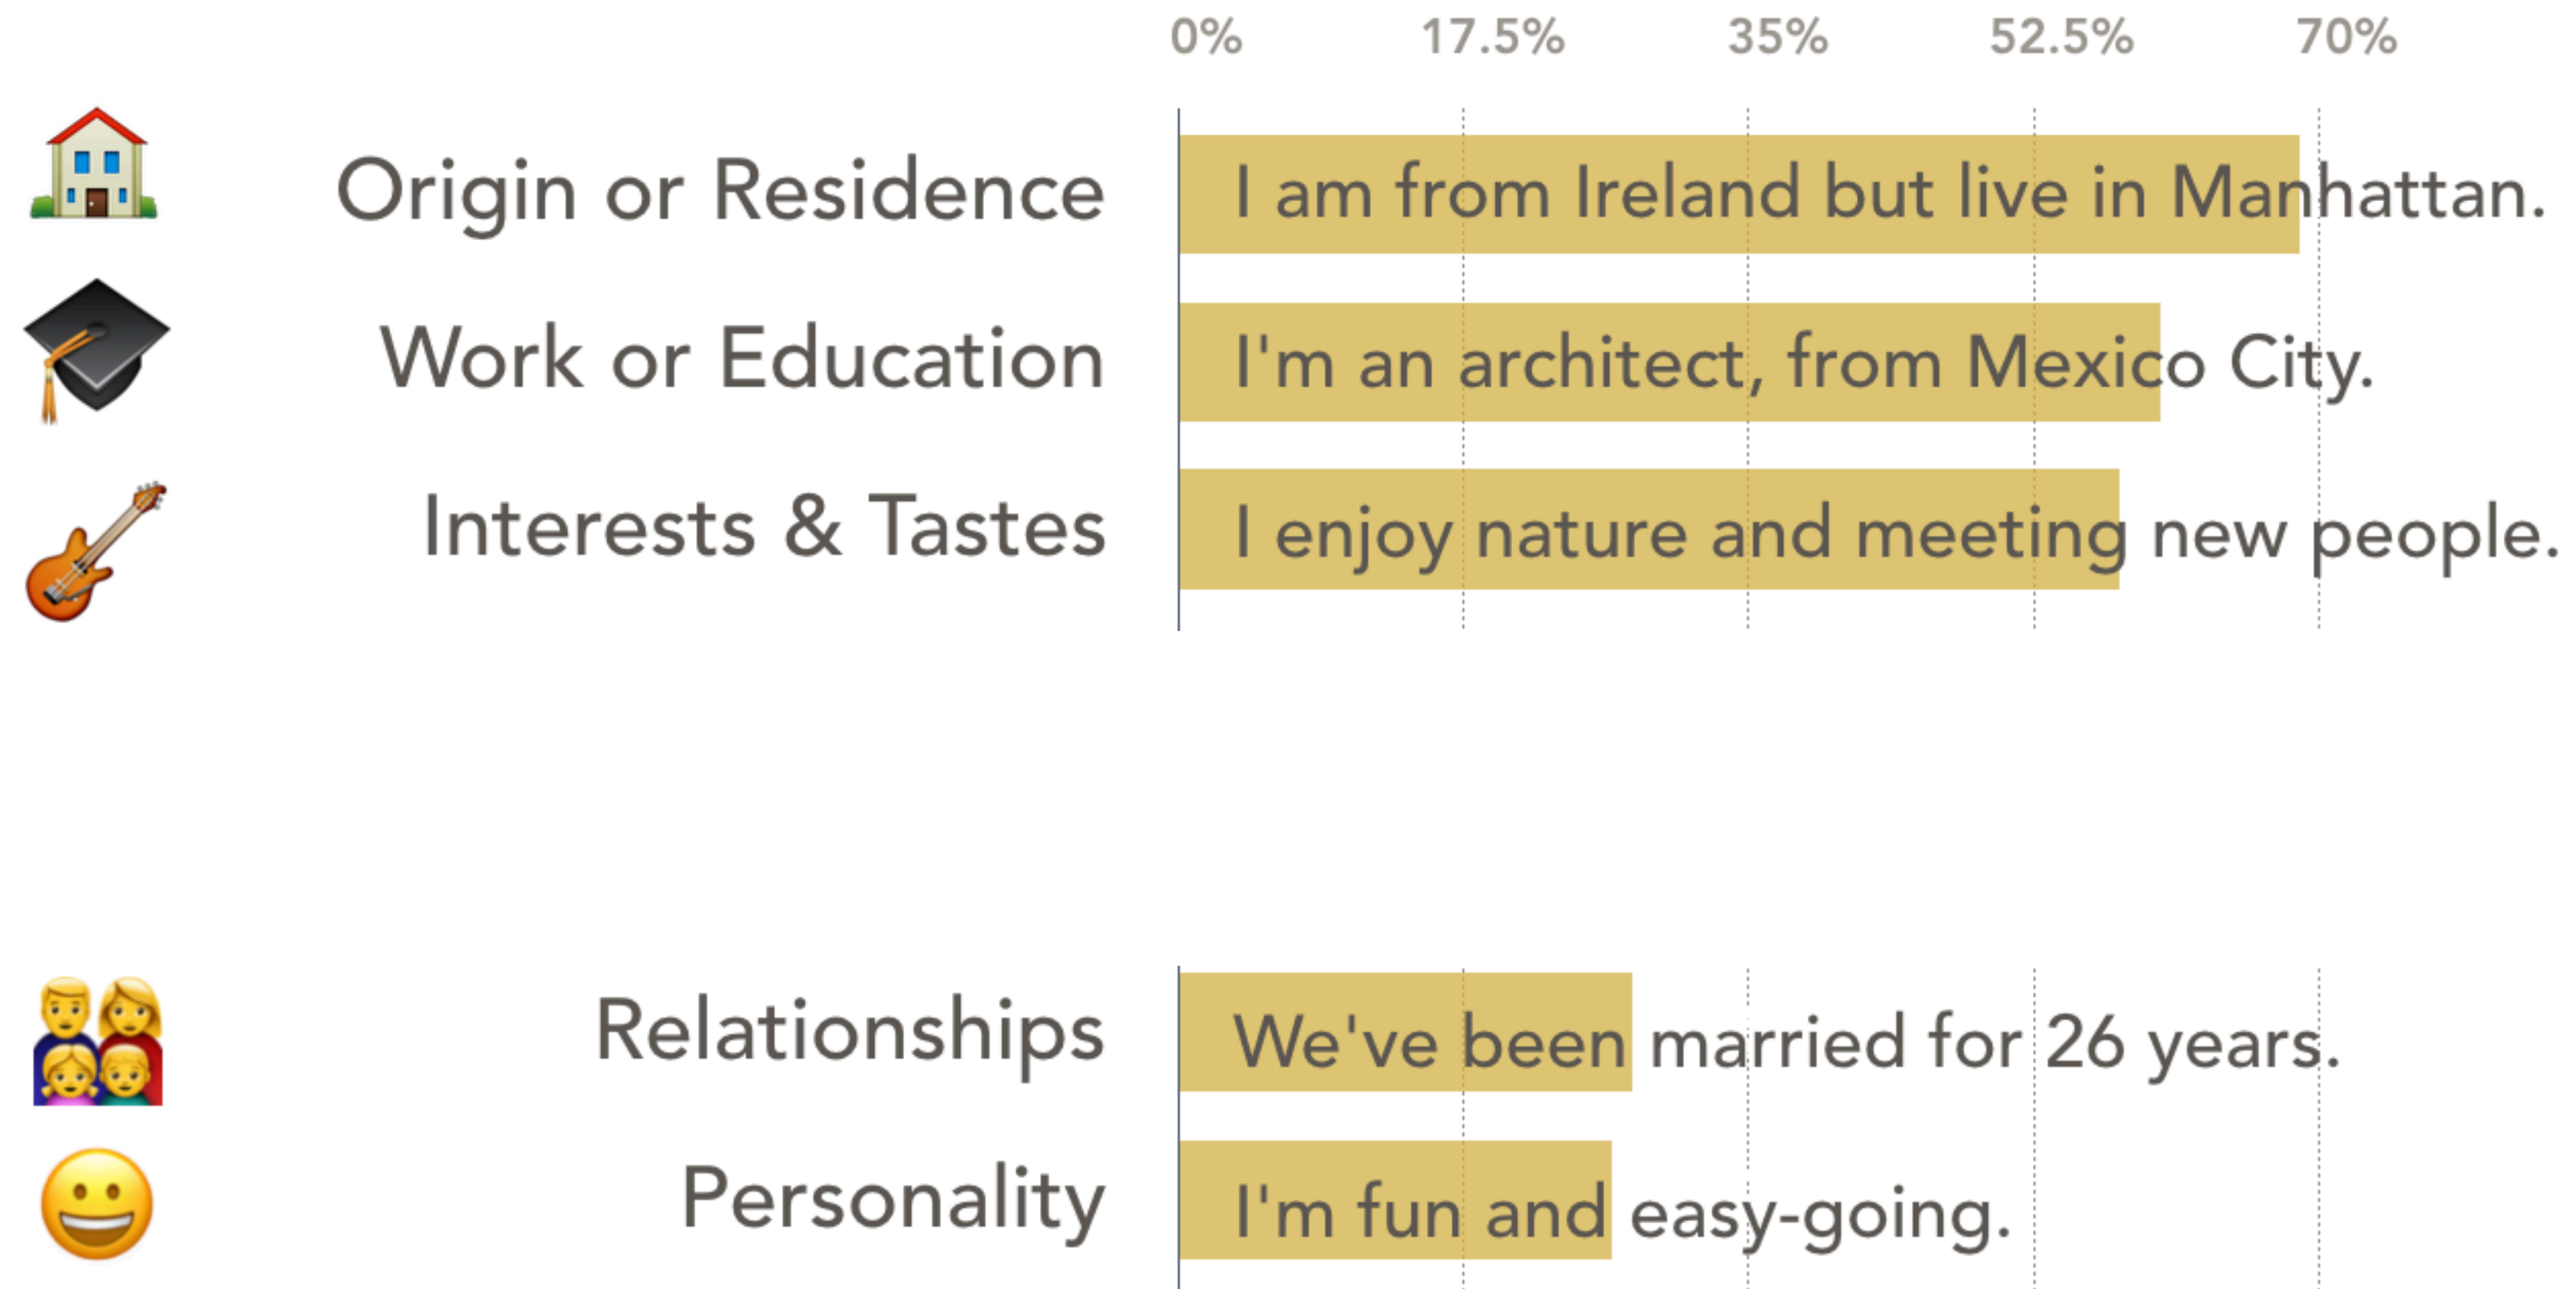 0% 17.5% 35% 52.5% 70%
Origin or Residence I am from Ireland but live in Manhattan.
Work or Education I'm an architect, from Mexico City.
Interests & Tastes I enjoy nature and meeting new people.
Relationships We've been married for 26 years.
Personality I'm fun and easy-going.